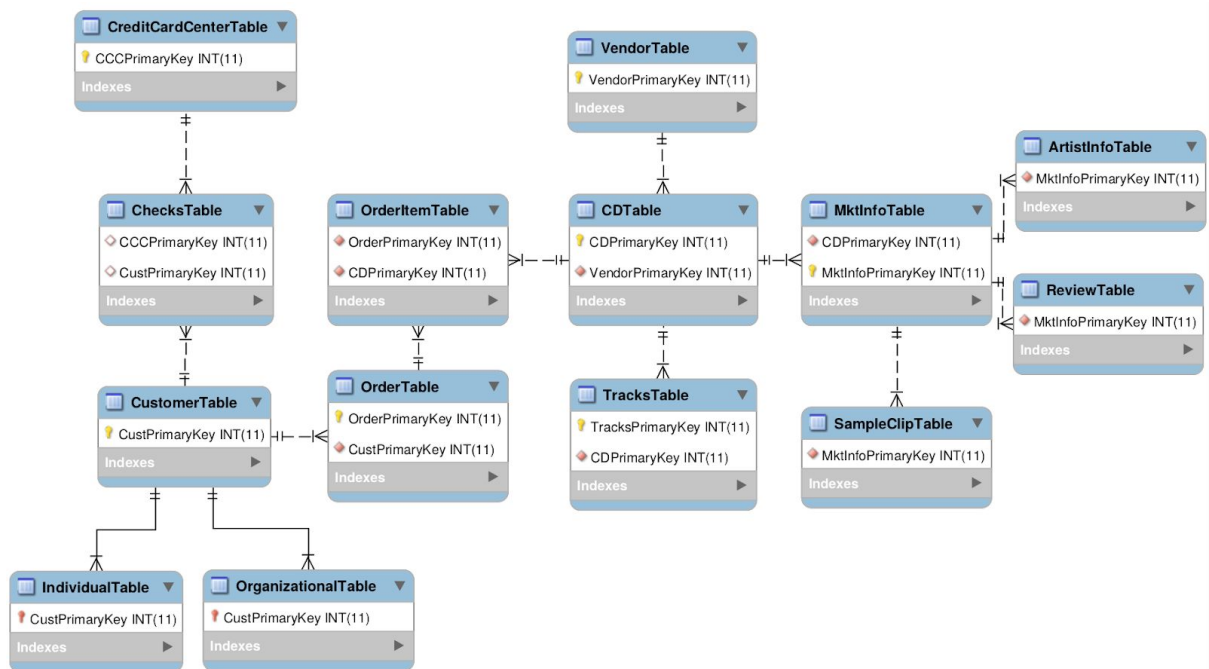 CreditCardCenterTable
CCCPrimaryKey INT(11)
Indexes
VendorTable
VendorPrimaryKey INT(11)
Indexes
ArtistInfoTable
MktInfoPrimaryKey INT(11)
Indexes
ChecksTable
CCCPrimaryKey INT(11)
CustPrimaryKey INT(11)
Indexes
OrderItemTable
OrderPrimaryKey INT(11)
CDPrimaryKey INT(11)
Indexes
CDTable
CDPrimaryKey INT(11)
VendorPrimaryKey INT(11)
Indexes
MktInfoTable
CDPrimaryKey INT(11)
MktInfoPrimaryKey INT(11)
Indexes
ReviewTable
MktInfoPrimaryKey INT(11)
Indexes
CustomerTable
CustPrimaryKey INT(11)
Indexes
OrderTable
OrderPrimaryKey INT(11)
CustPrimaryKey INT(11)
Indexes
TracksTable
TracksPrimaryKey INT(11)
CDPrimaryKey INT(11)
Indexes
SampleClipTable
MktInfoPrimaryKey INT(11)
Indexes
IndividualTable
CustPrimaryKey INT(11)
Indexes
OrganizationalTable
CustPrimaryKey INT(11)
Indexes